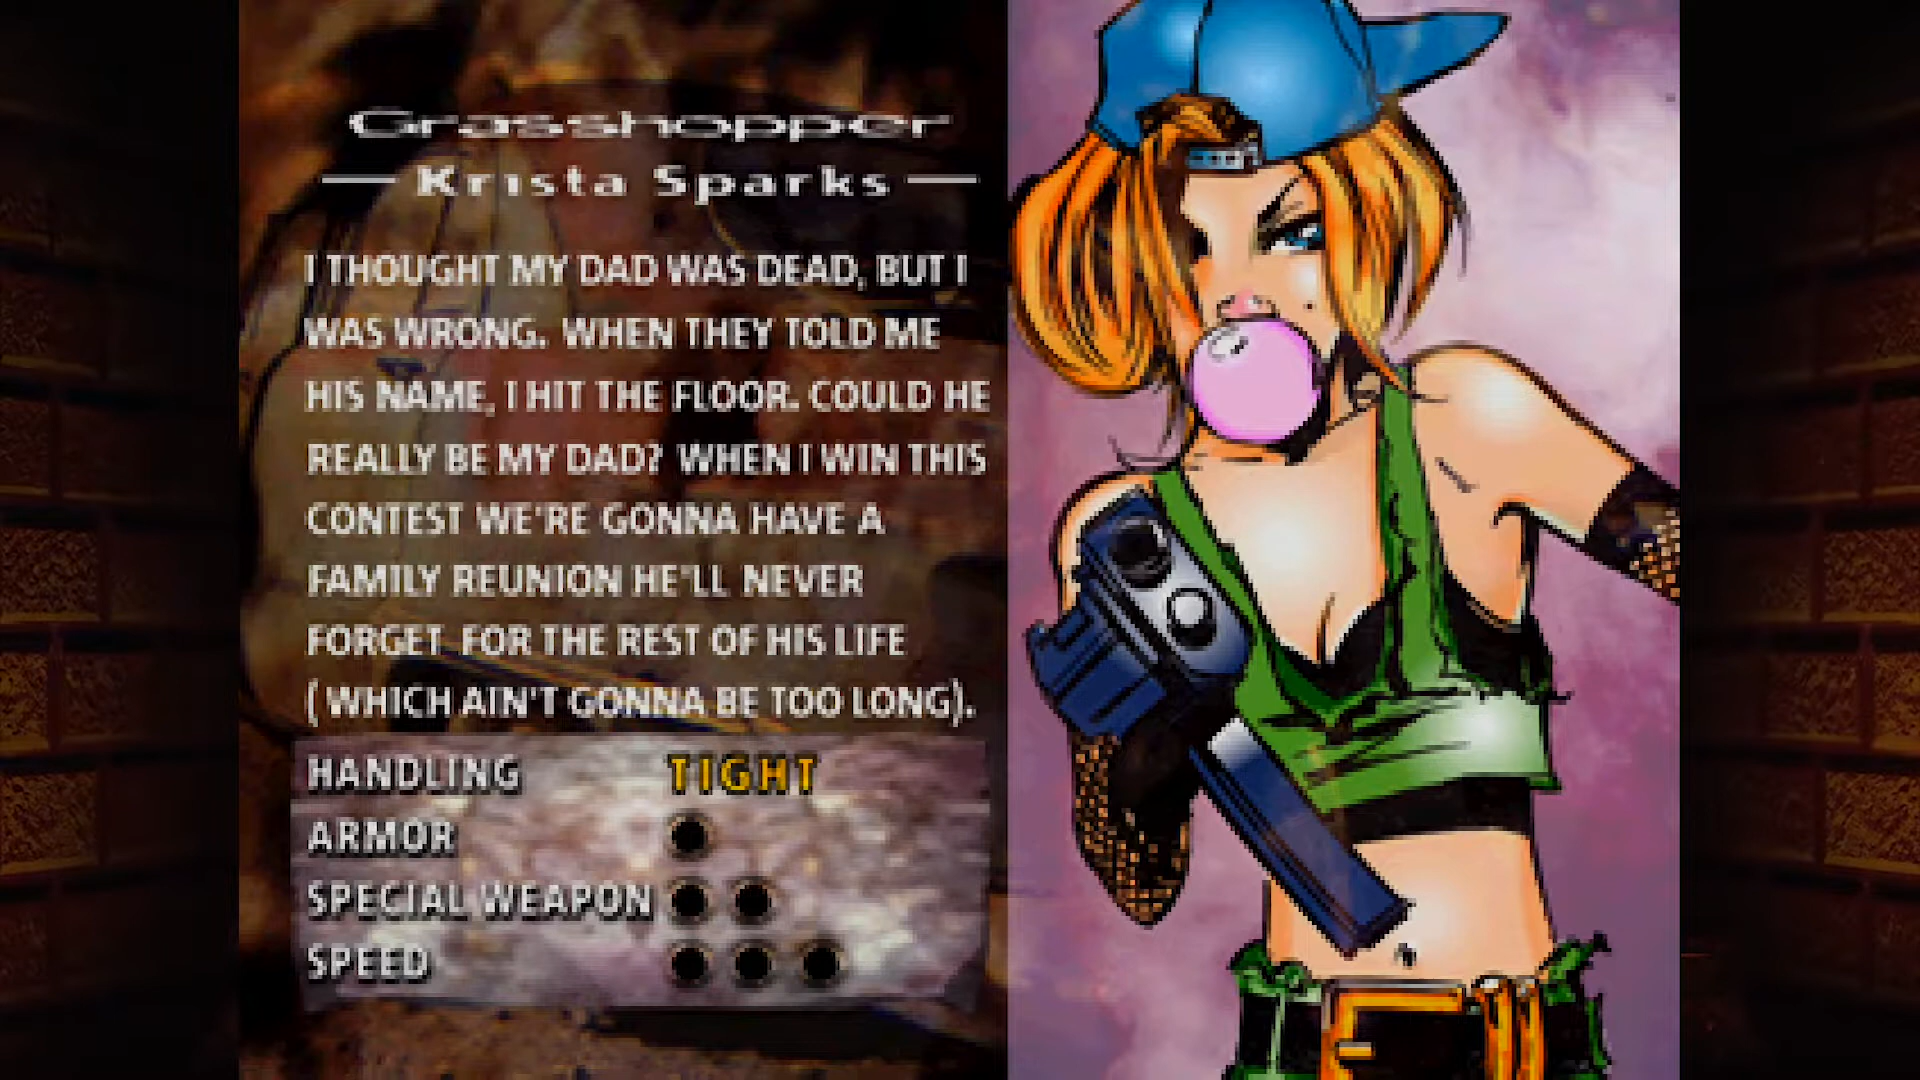 Grasshopper
Krista Sparks
I THOUGHT MY DAD WAS DEAD, BUT I
WAS WRONG. WHEN THEY TOLD ME
HIS NAME, I HIT THE FLOOR. COULD HE
REALLY BE MY DAD? WHEN I WIN THIS
CONTEST WE'RE GONNA HAVE A
FAMILY REUNION HE'LL NEVER
FORGET FOR THE REST OF HIS LIFE
( WHICH AIN'T GONNA BE TOO LONG).
HANDLING TIGHT
ARMOR
SPECIAL WEAPON
SPEED